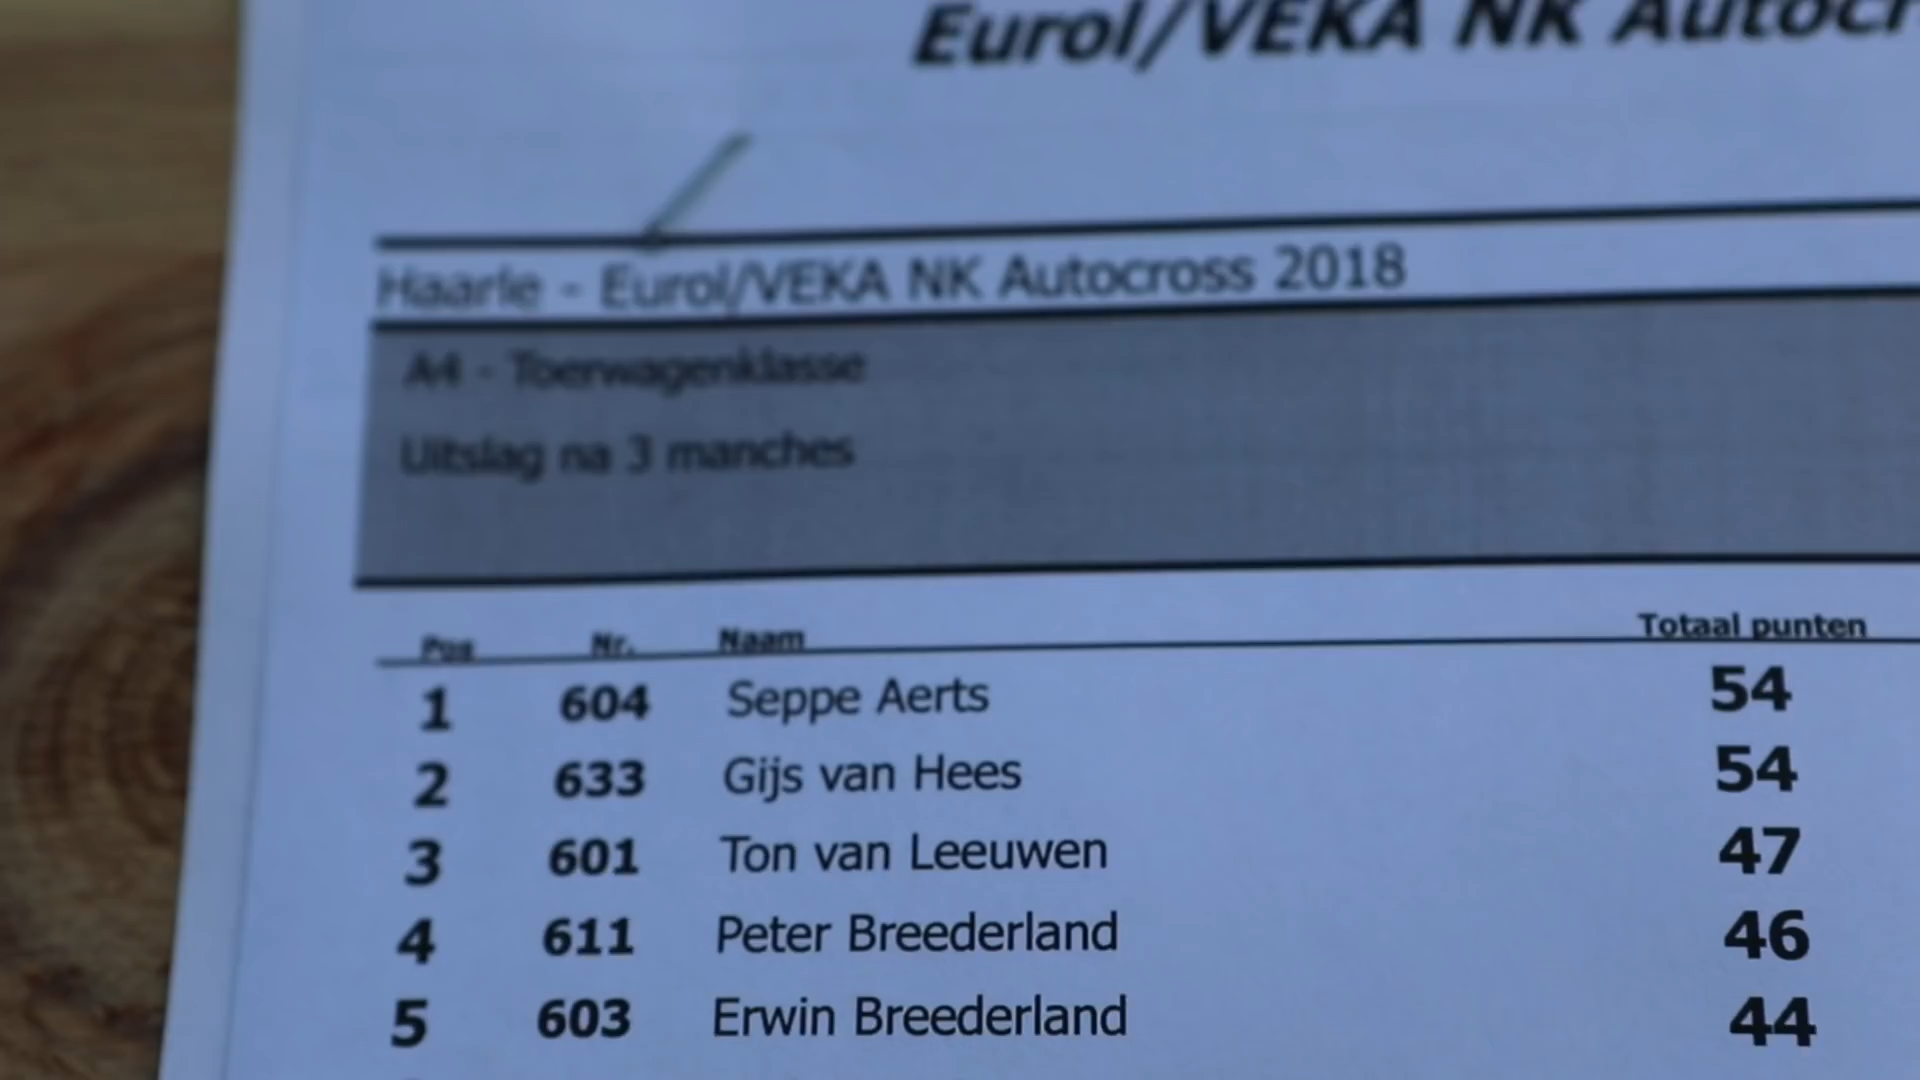 Eurol/VEKA NK Autocr
Haarle - Eurol/VEKA NK Autocross 2018
A4 - Toerwagenklasse
Uitslag na 3 manches
Pos Nr. Naam Totaal punten
1 604 Seppe Aerts 54
2 633 Gijs van Hees 54
3 601 Ton van Leeuwen 47
4 611 Peter Breederland 46
5 603 Erwin Breederland 44